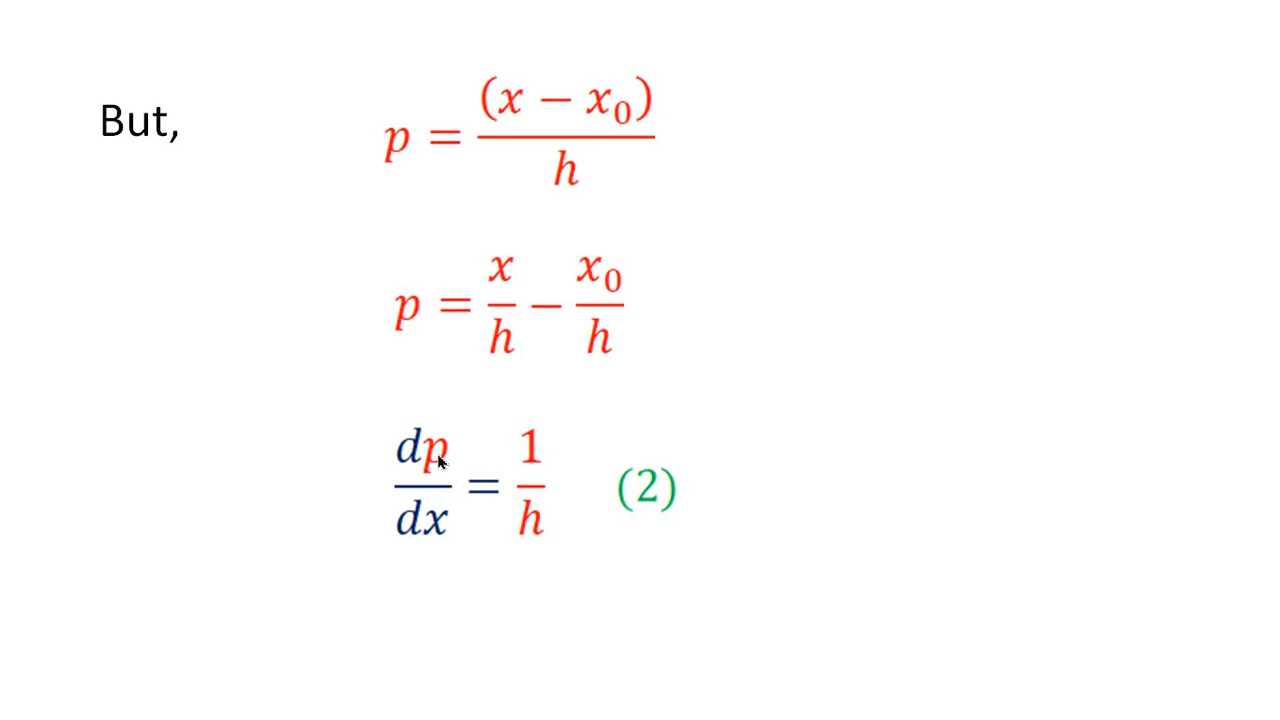 But,
p = (x − x₀) / h
p = x/h − x₀/h
dp/dx = 1/h (2)